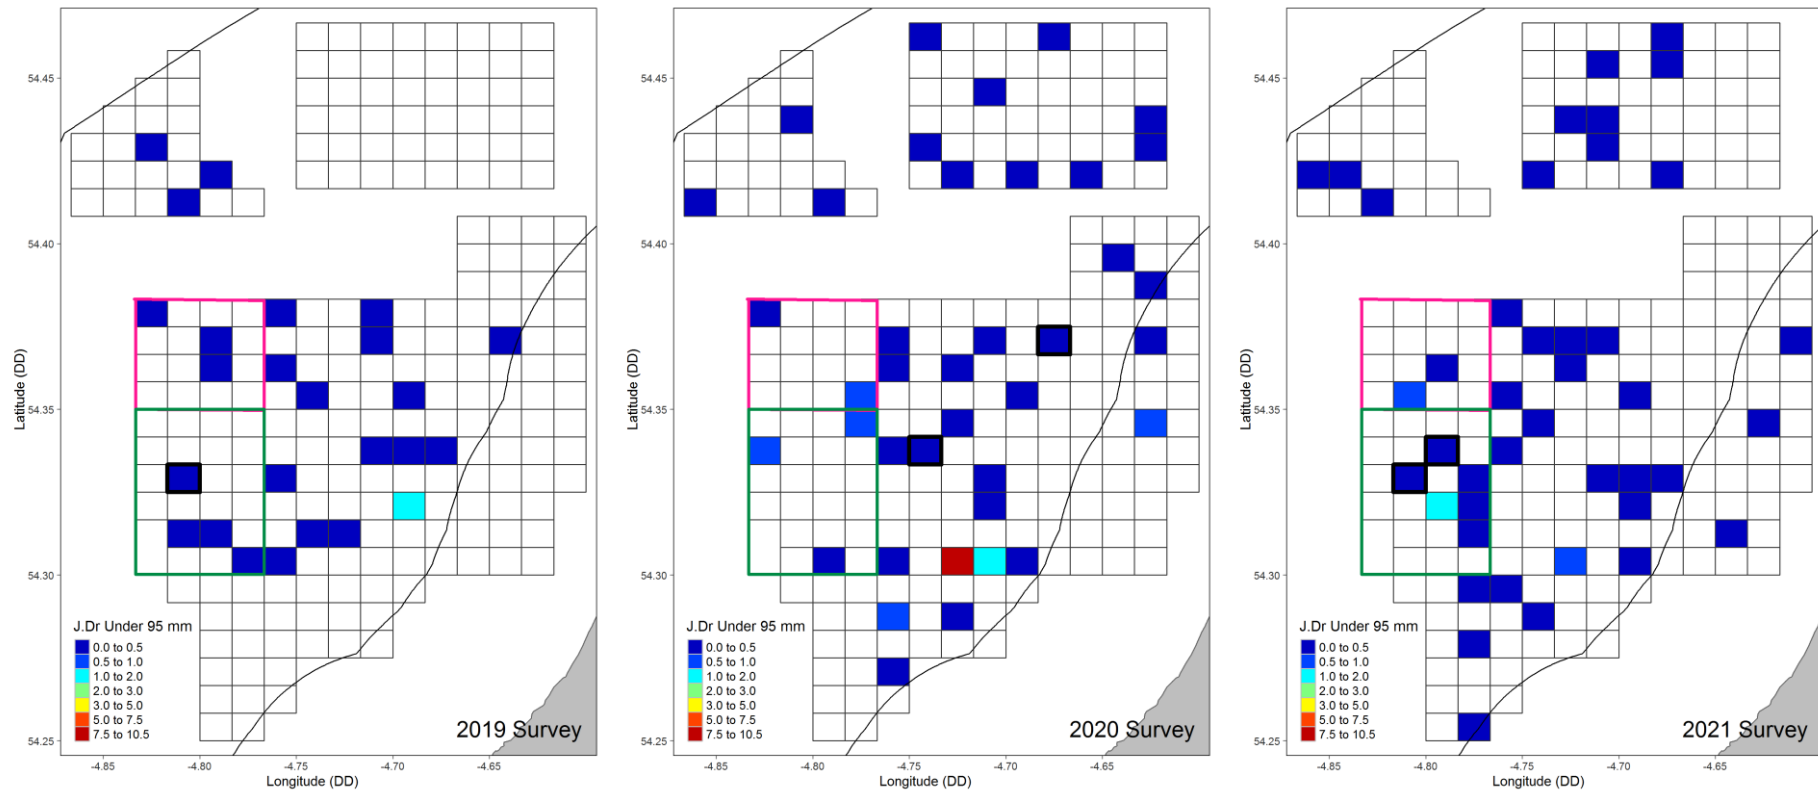 54.45
54.40
54.35
54.30
54.25
Latitude (DD)
J.Dr Under 95 mm
0.0 to 0.5
0.5 to 1.0
1.0 to 2.0
2.0 to 3.0
3.0 to 5.0
5.0 to 7.5
7.5 to 10.5
2019 Survey
-4.85
-4.80
-4.75
-4.70
-4.65
Longitude (DD)
54.45
54.40
54.35
54.30
54.25
Latitude (DD)
J.Dr Under 95 mm
0.0 to 0.5
0.5 to 1.0
1.0 to 2.0
2.0 to 3.0
3.0 to 5.0
5.0 to 7.5
7.5 to 10.5
2020 Survey
-4.85
-4.80
-4.75
-4.70
-4.65
Longitude (DD)
54.45
54.40
54.35
54.30
54.25
Latitude (DD)
J.Dr Under 95 mm
0.0 to 0.5
0.5 to 1.0
1.0 to 2.0
2.0 to 3.0
3.0 to 5.0
5.0 to 7.5
7.5 to 10.5
2021 Survey
-4.85
-4.80
-4.75
-4.70
-4.65
Longitude (DD)